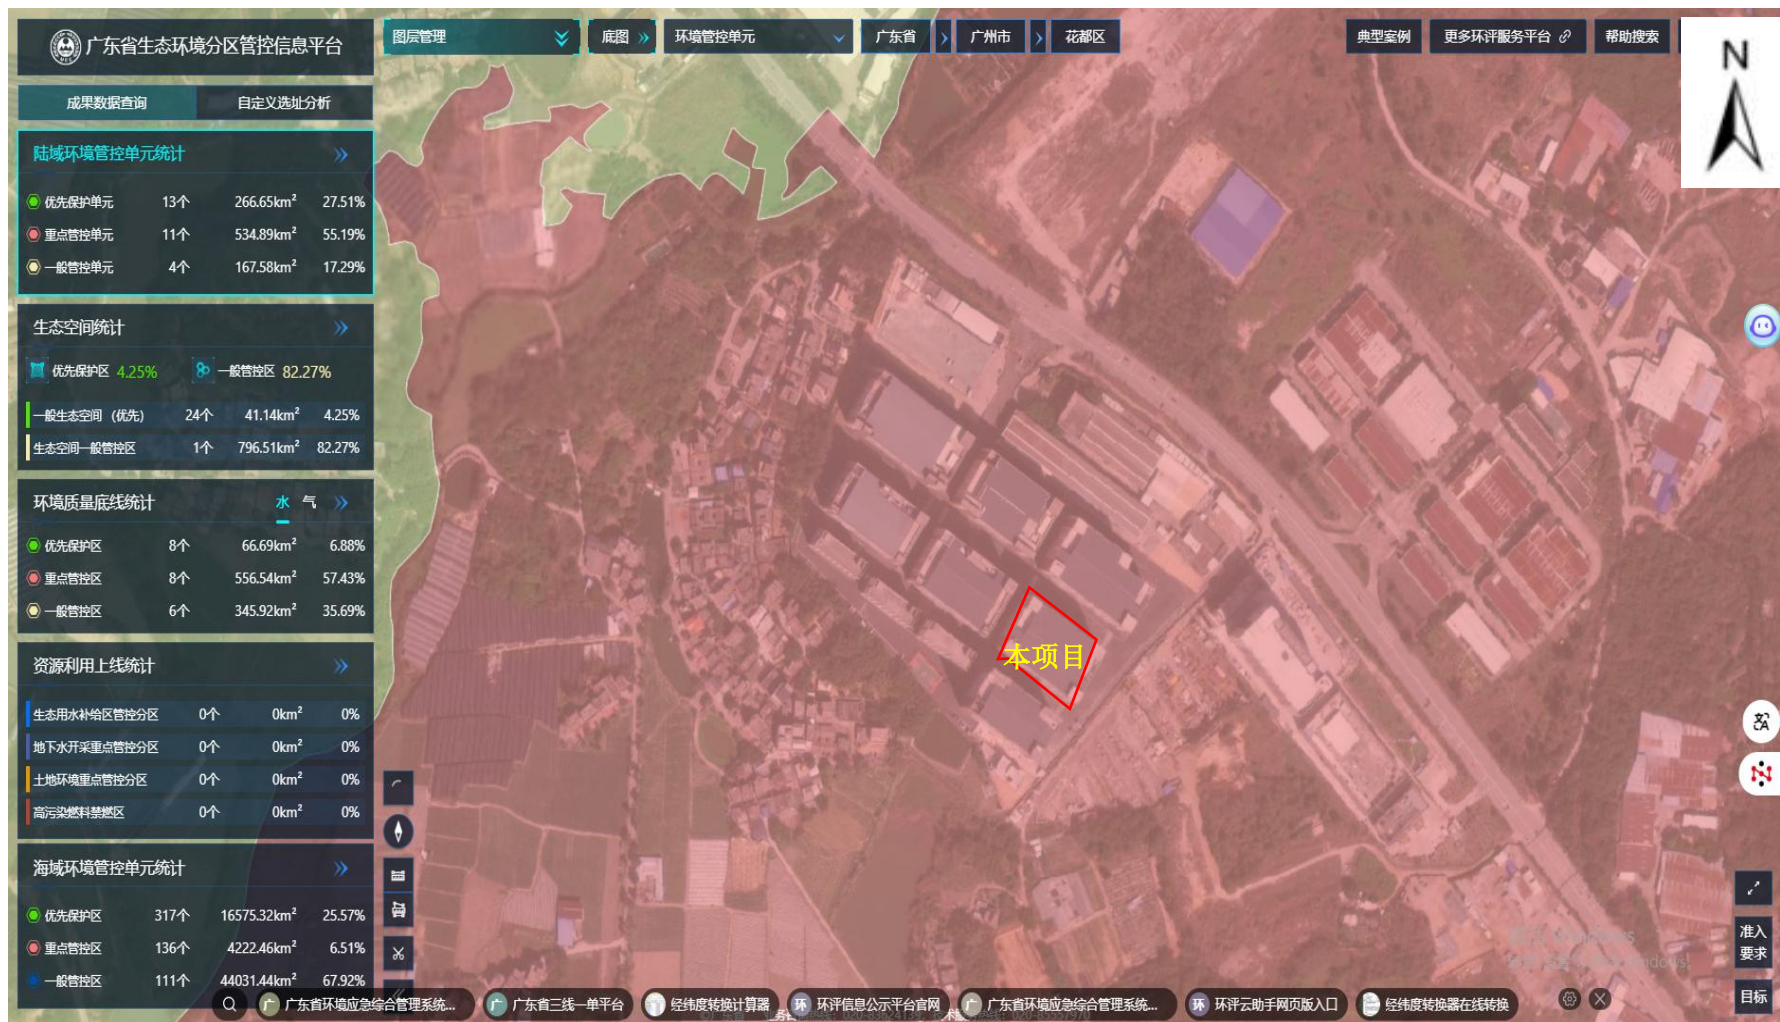 广东省生态环境分区管控信息平台
图层管理
底图
环境管控单元
广东省
广州市
花都区
典型案例
更多环评服务平台
帮助搜索
N
成果数据查询
自定义选址分析
陆域环境管控单元统计
优先保护单元 13个 266.65km² 27.51%
重点管控单元 11个 534.89km² 55.19%
一般管控单元 4个 167.58km² 17.29%
生态空间统计
优先保护区 4.25% 一般管控区 82.27%
一般生态空间（优先） 24个 41.14km² 4.25%
生态空间一般管控区 1个 796.51km² 82.27%
环境质量底线统计 水 气
优先保护区 8个 66.69km² 6.88%
重点管控区 8个 556.54km² 57.43%
一般管控区 6个 345.92km² 35.69%
资源利用上线统计
生态用水补给区管控分区 0个 0km² 0%
地下水开采重点管控分区 0个 0km² 0%
土地环境重点管控分区 0个 0km² 0%
高污染燃料禁燃区 0个 0km² 0%
海域环境管控单元统计
优先保护区 317个 16575.32km² 25.57%
重点管控区 136个 4222.46km² 6.51%
一般管控区 111个 44031.44km² 67.92%
本项目
准入
要求
目标
广东省环境应急综合管理系统...
广东省三线一单平台
经纬度转换计算器
环评信息公示平台官网
广东省环境应急综合管理系统...
环评云助手网页版入口
经纬度转换器在线转换